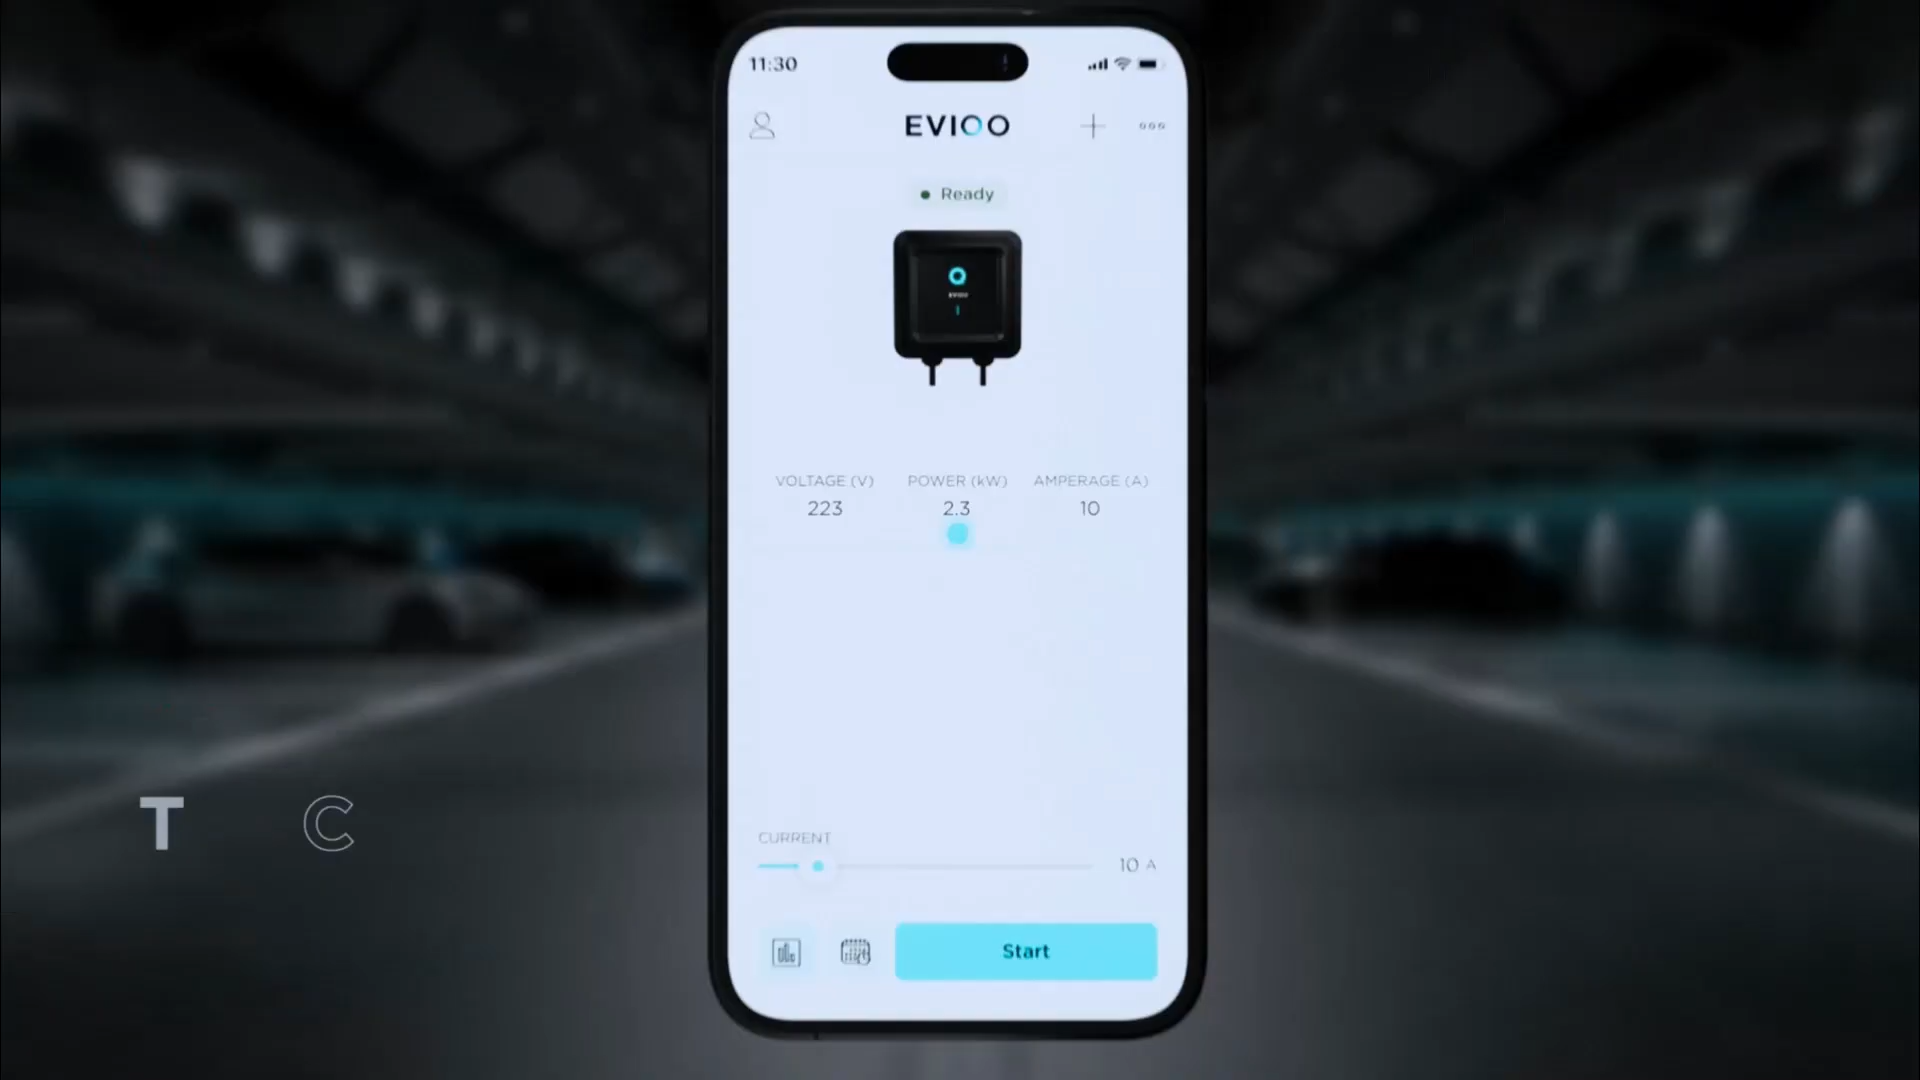 11:30
EVIOO
Ready
VOLTAGE (V) POWER (kW) AMPERAGE (A)
223 2.3 10
T C
CURRENT
10 A
Start